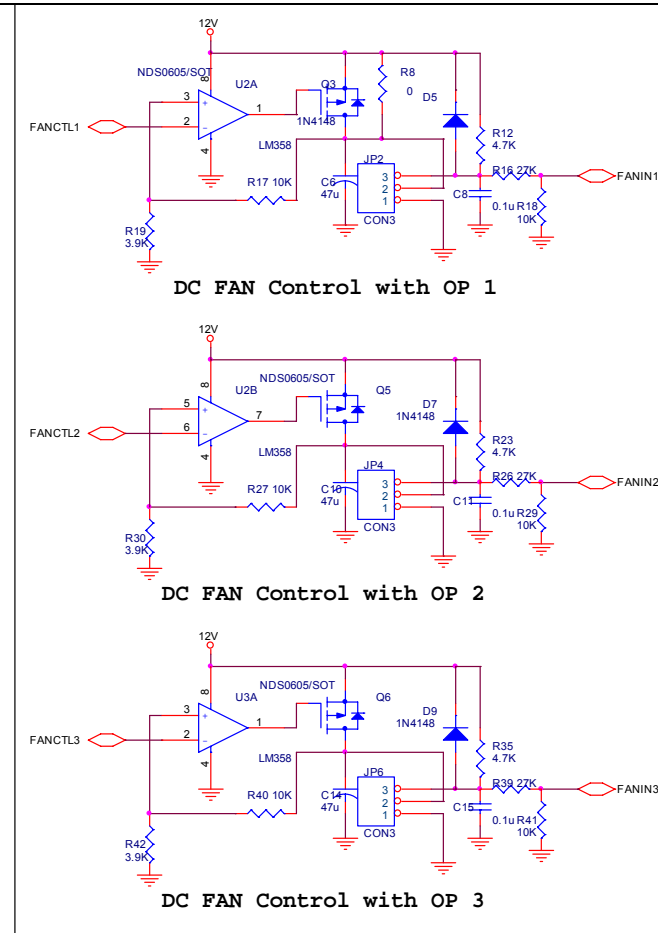 12V
NDS0605/SOT
U2A
Q3
R8
0
D5
8
3
+
1
1N4148
FANCTL1
2
-
R12
4.7K
4
LM358
JP2
R16 27K
FANIN1
R17 10K
C6
47u
3
2
1
C8
0.1u
R18
10K
R19
3.9K
CON3
DC FAN Control with OP 1
12V
NDS0605/SOT
8
U2B
Q5
D7
1N4148
5
+
7
FANCTL2
6
-
R23
4.7K
4
LM358
JP4
R26 27K
FANIN2
R27 10K
C10
47u
3
2
1
C11
0.1u
R29
10K
R30
3.9K
CON3
DC FAN Control with OP 2
12V
NDS0605/SOT
8
U3A
Q6
D9
1N4148
3
+
1
FANCTL3
2
-
R35
4.7K
4
LM358
JP6
R39 27K
FANIN3
R40 10K
C14
47u
3
2
1
C15
0.1u
R41
10K
R42
3.9K
CON3
DC FAN Control with OP 3